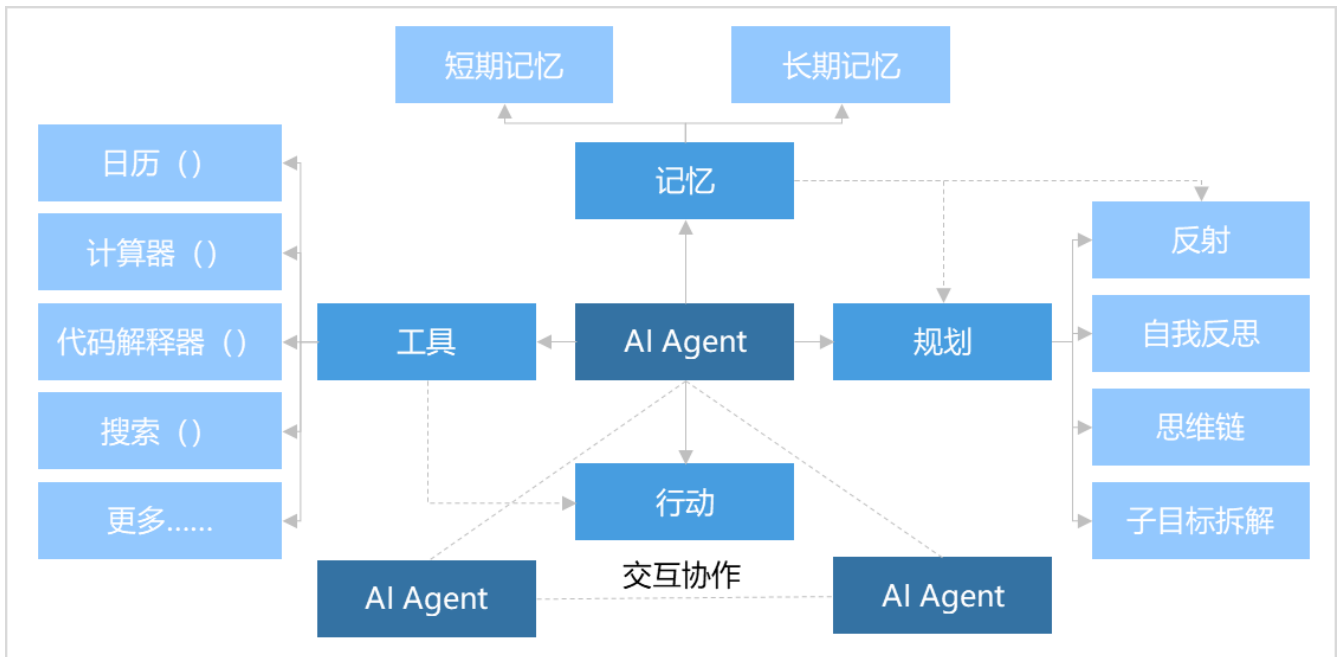 短期记忆
长期记忆
日历（）
记忆
计算器（）
反射
代码解释器（）
工具
AI Agent
规划
自我反思
搜索（）
思维链
更多......
行动
子目标拆解
交互协作
AI Agent
AI Agent